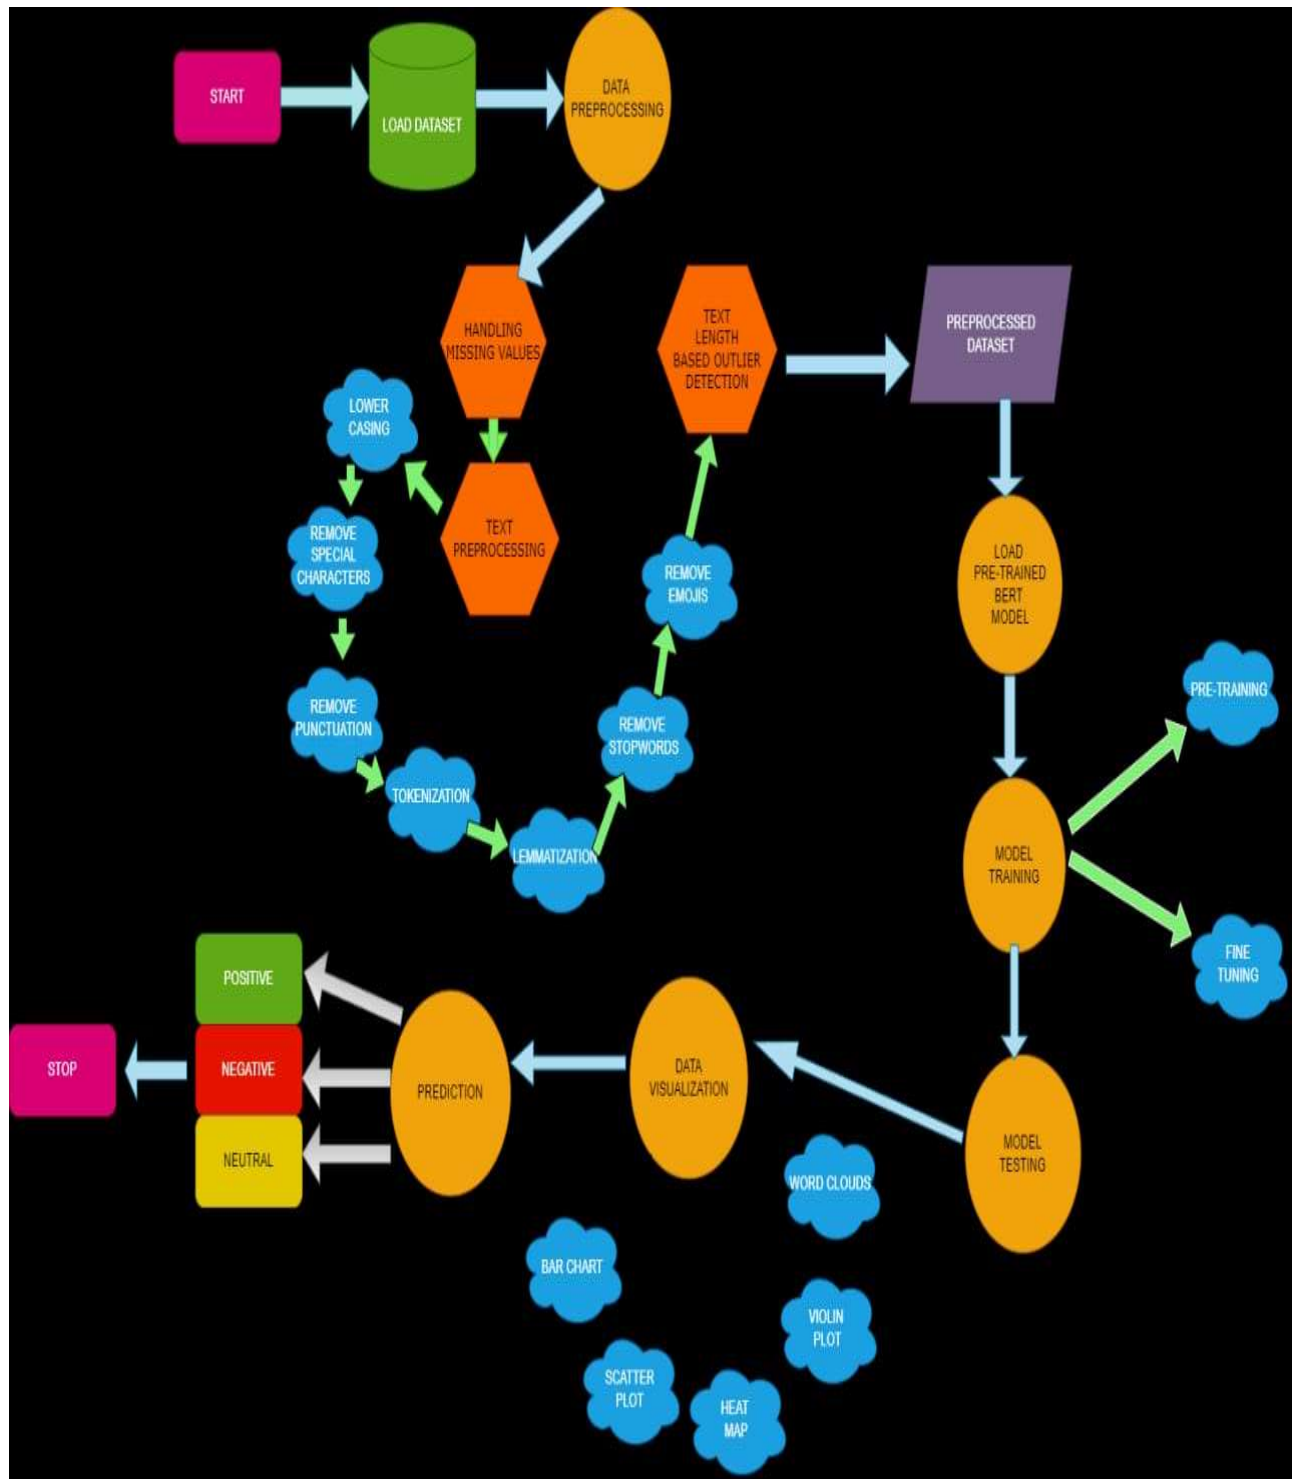 START
LOAD DATASET
DATA
PREPROCESSING
HANDLING
MISSING VALUES
TEXT
PREPROCESSING
LOWER
CASING
REMOVE
SPECIAL
CHARACTERS
REMOVE
PUNCTUATION
TOKENIZATION
LEMMATIZATION
REMOVE
STOPWORDS
REMOVE
EMOJIS
TEXT
LENGTH
BASED OUTLIER
DETECTION
PREPROCESSED
DATASET
LOAD
PRE-TRAINED
BERT
MODEL
MODEL
TRAINING
PRE-TRAINING
FINE
TUNING
MODEL
TESTING
DATA
VISUALIZATION
WORD CLOUDS
VIOLIN
PLOT
HEAT
MAP
SCATTER
PLOT
BAR CHART
PREDICTION
POSITIVE
NEGATIVE
NEUTRAL
STOP